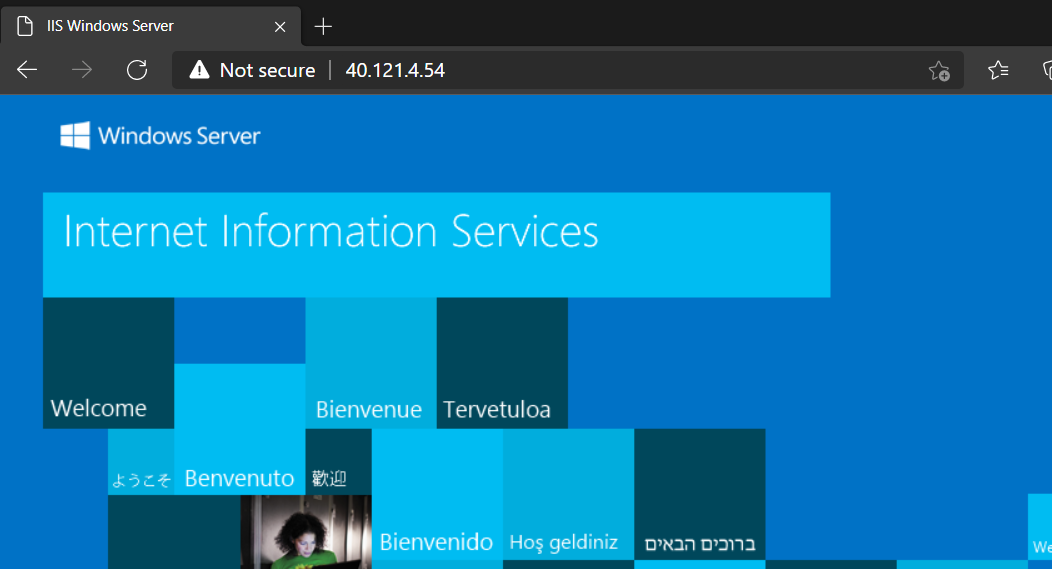 IIS Windows Server
Not secure | 40.121.4.54
Windows Server
Internet Information Services
Welcome
Bienvenue
Tervetuloa
ようこそ
Benvenuto
歡迎
Bienvenido
Hoş geldiniz
ברוכים הבאים
We